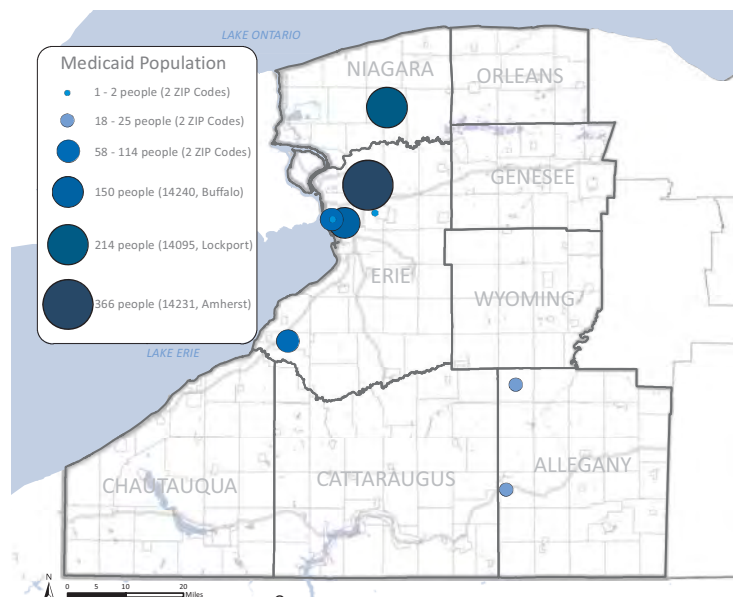 LAKE ONTARIO
Medicaid Population
1 - 2 people (2 ZIP Codes)
18 - 25 people (2 ZIP Codes)
58 - 114 people (2 ZIP Codes)
150 people (14240, Buffalo)
214 people (14095, Lockport)
366 people (14231, Amherst)
NIAGARA
ORLEANS
GENESEE
ERIE
WYOMING
LAKE ERIE
CHAUTAUQUA
CATTARAUGUS
ALLEGANY
N
0 5 10 20
Miles